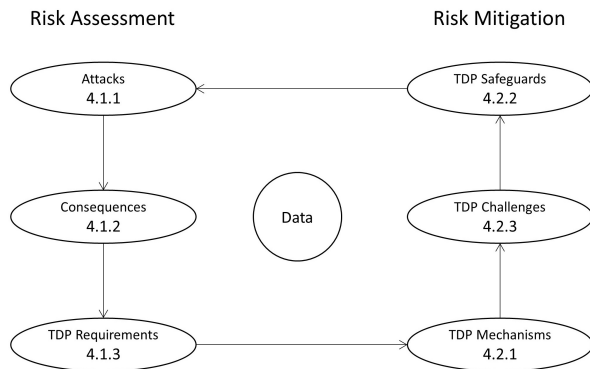 Risk Assessment
Risk Mitigation
Attacks
4.1.1
TDP Safeguards
4.2.2
Consequences
4.1.2
Data
TDP Challenges
4.2.3
TDP Requirements
4.1.3
TDP Mechanisms
4.2.1